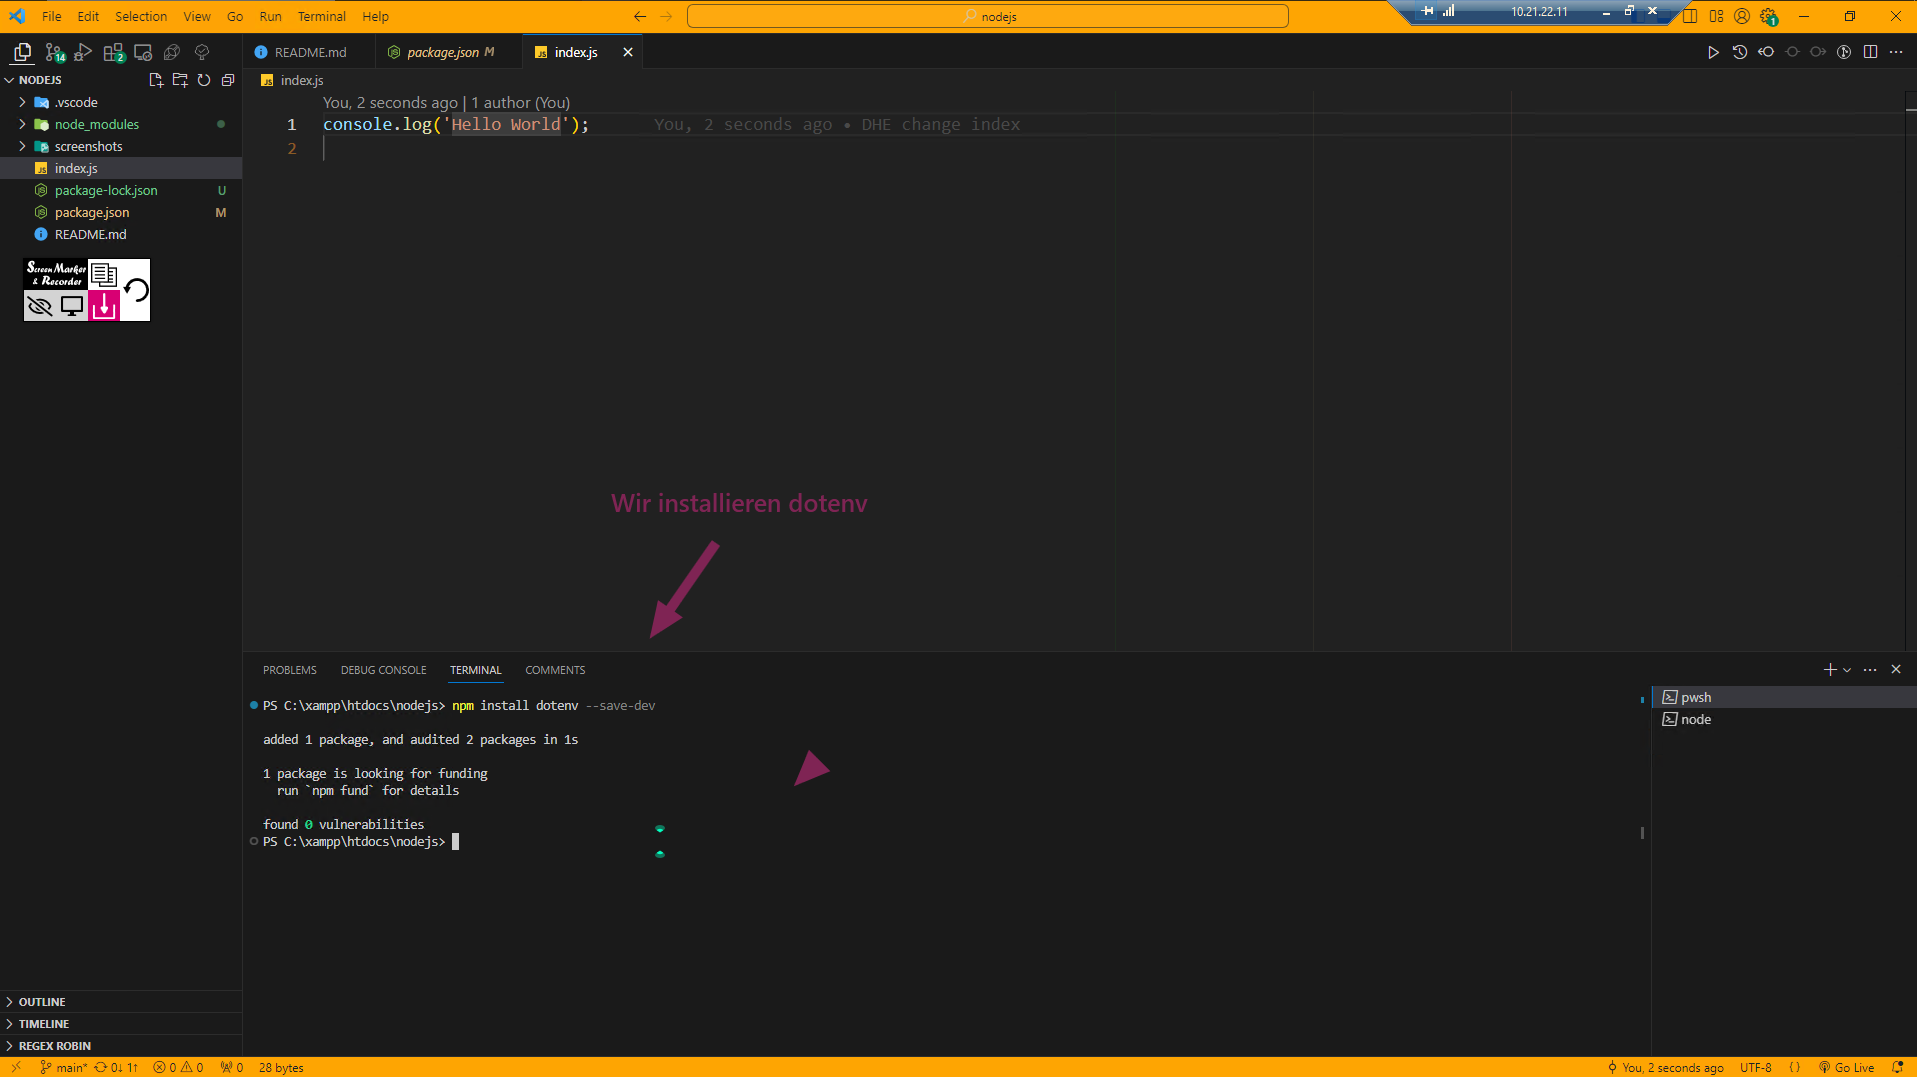 File Edit Selection View Go Run Terminal Help
nodejs
10.21.22.11
1
14
2
README.md
package.json M
index.js
NODEJS
index.js
.vscode
node_modules
screenshots
index.js
package-lock.json U
package.json M
README.md
Screen Marker
& Recorder
You, 2 seconds ago | 1 author (You)
1 console.log('Hello World'); You, 2 seconds ago • DHE change index
2
Wir installieren dotenv
PROBLEMS DEBUG CONSOLE TERMINAL COMMENTS
PS C:\xampp\htdocs\nodejs> npm install dotenv --save-dev
added 1 package, and audited 2 packages in 1s
1 package is looking for funding
run `npm fund` for details
found 0 vulnerabilities
PS C:\xampp\htdocs\nodejs>
pwsh
node
OUTLINE
TIMELINE
REGEX ROBIN
main* 0↓ 1↑ 0 0 0 28 bytes
You, 2 seconds ago UTF-8 { } Go Live